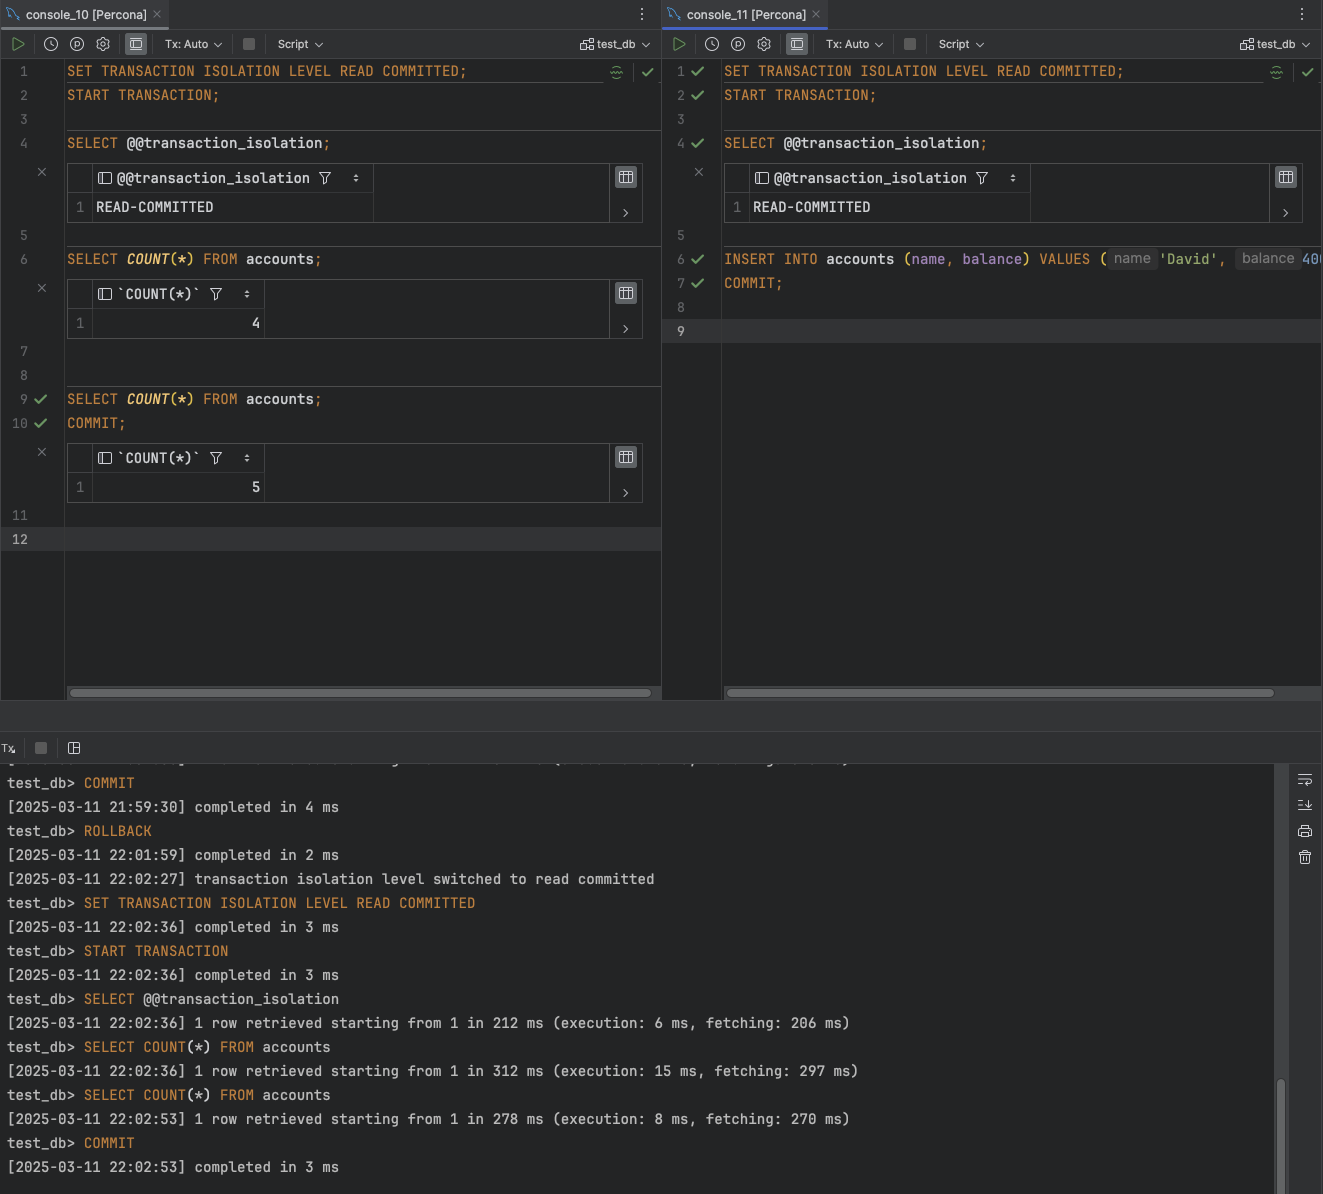 console_10 [Percona]
Tx: Auto
Script
test_db
1 SET TRANSACTION ISOLATION LEVEL READ COMMITTED;
2 START TRANSACTION;
3
4 SELECT @@transaction_isolation;
@@transaction_isolation
1 READ-COMMITTED
5
6 SELECT COUNT(*) FROM accounts;
`COUNT(*)`
1 4
7
8
9 SELECT COUNT(*) FROM accounts;
10 COMMIT;
`COUNT(*)`
1 5
11
12
console_11 [Percona]
Tx: Auto
Script
test_db
1 SET TRANSACTION ISOLATION LEVEL READ COMMITTED;
2 START TRANSACTION;
3
4 SELECT @@transaction_isolation;
@@transaction_isolation
1 READ-COMMITTED
5
6 INSERT INTO accounts (name, balance) VALUES ( name 'David', balance 400
7 COMMIT;
8
9
Tx
test_db> COMMIT
[2025-03-11 21:59:30] completed in 4 ms
test_db> ROLLBACK
[2025-03-11 22:01:59] completed in 2 ms
[2025-03-11 22:02:27] transaction isolation level switched to read committed
test_db> SET TRANSACTION ISOLATION LEVEL READ COMMITTED
[2025-03-11 22:02:36] completed in 3 ms
test_db> START TRANSACTION
[2025-03-11 22:02:36] completed in 3 ms
test_db> SELECT @@transaction_isolation
[2025-03-11 22:02:36] 1 row retrieved starting from 1 in 212 ms (execution: 6 ms, fetching: 206 ms)
test_db> SELECT COUNT(*) FROM accounts
[2025-03-11 22:02:36] 1 row retrieved starting from 1 in 312 ms (execution: 15 ms, fetching: 297 ms)
test_db> SELECT COUNT(*) FROM accounts
[2025-03-11 22:02:53] 1 row retrieved starting from 1 in 278 ms (execution: 8 ms, fetching: 270 ms)
test_db> COMMIT
[2025-03-11 22:02:53] completed in 3 ms